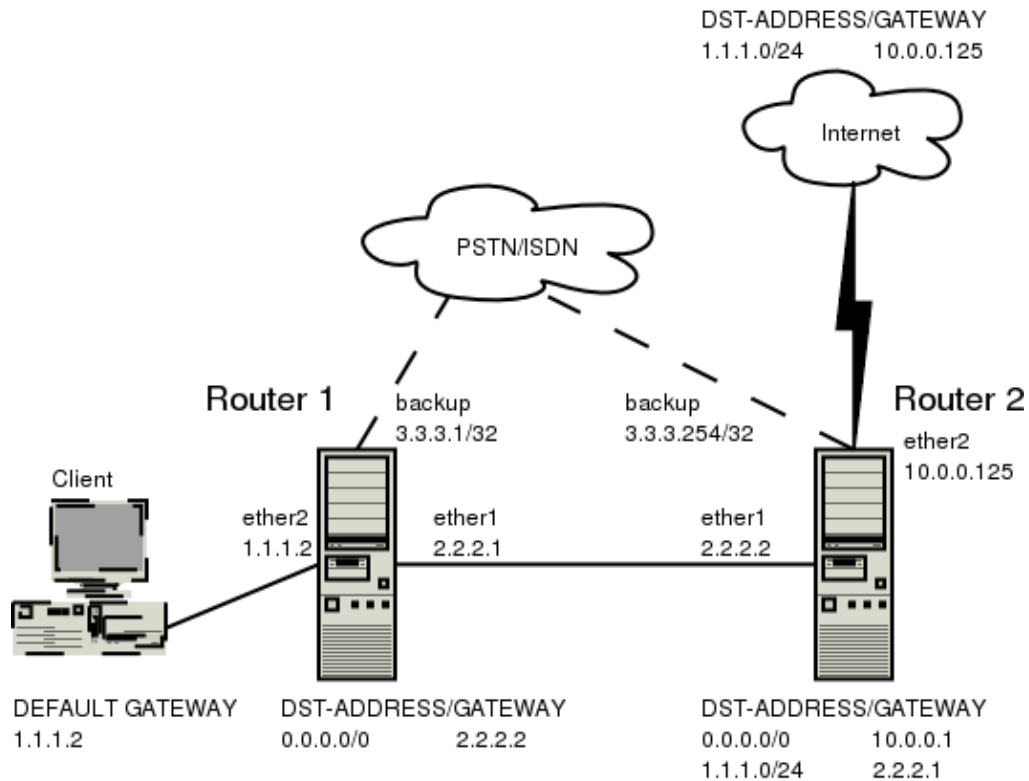 DST-ADDRESS/GATEWAY
1.1.1.0/24 10.0.0.125
Internet
PSTN/ISDN
Router 1
backup
3.3.3.1/32
backup
3.3.3.254/32
Router 2
ether2
10.0.0.125
Client
ether2
1.1.1.2
ether1
2.2.2.1
ether1
2.2.2.2
DEFAULT GATEWAY
1.1.1.2
DST-ADDRESS/GATEWAY
0.0.0.0/0 2.2.2.2
DST-ADDRESS/GATEWAY
0.0.0.0/0 10.0.0.1
1.1.1.0/24 2.2.2.1